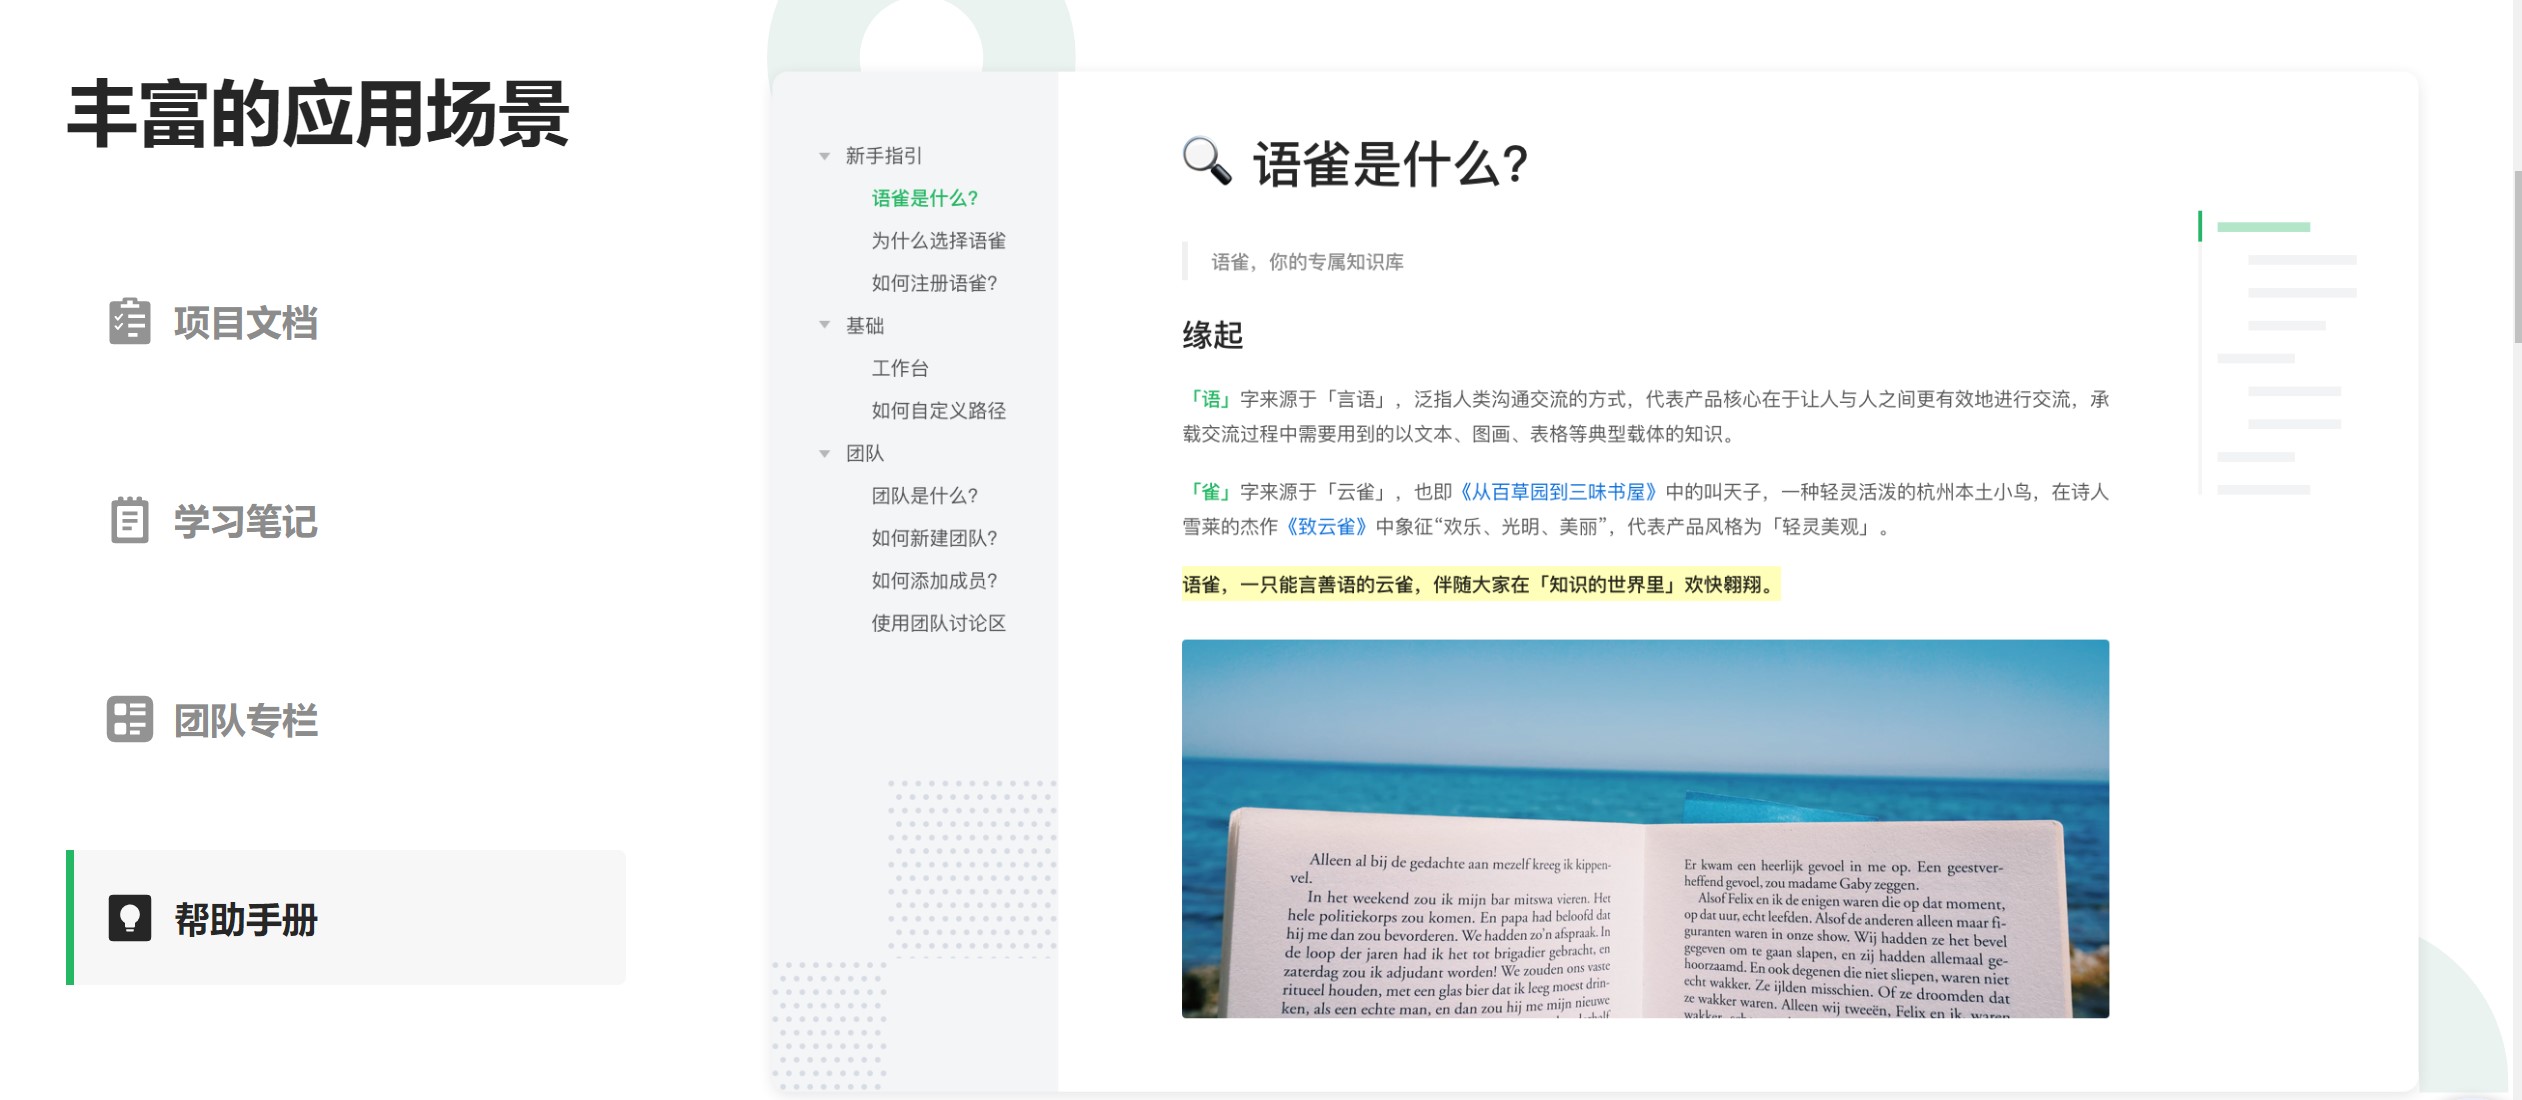 丰富的应用场景
项目文档
学习笔记
团队专栏
帮助手册
新手指引
语雀是什么?
为什么选择语雀
如何注册语雀?
基础
工作台
如何自定义路径
团队
团队是什么?
如何新建团队?
如何添加成员?
使用团队讨论区
语雀是什么?
语雀，你的专属知识库
缘起
「语」字来源于「言语」，泛指人类沟通交流的方式，代表产品核心在于让人与人之间更有效地进行交流，承
载交流过程中需要用到的以文本、图画、表格等典型载体的知识。
「雀」字来源于「云雀」，也即《从百草园到三味书屋》中的叫天子，一种轻灵活泼的杭州本土小鸟，在诗人
雪莱的杰作《致云雀》中象征“欢乐、光明、美丽”，代表产品风格为「轻灵美观」。
语雀，一只能言善语的云雀，伴随大家在「知识的世界里」欢快翱翔。
Alleen al bij de gedachte aan mezelf kreeg ik kippen-
vel.
In het weekend zou ik mijn bar mitswa vieren. Het
hele politiekorps zou komen. En papa had beloofd dat
hij me dan zou bevorderen. We hadden zo'n afspraak. In
de loop der jaren had ik het tot brigadier gebracht, en
zaterdag zou ik adjudant worden! We zouden ons vaste
ritueel houden, met een glas bier dat ik leeg moest drin-
ken, als een echte man, en dan zou hij me mijn nieuwe
Er kwam een heerlijk gevoel in me op. Een geestver-
heffend gevoel, zou madame Gaby zeggen.
Alsof Felix en ik de enigen waren die op dat moment,
op dat uur, echt leefden. Alsof de anderen alleen maar fi-
guranten waren in onze show. Wij hadden ze het bevel
gegeven om te gaan slapen, en zij hadden allemaal ge-
hoorzaamd. En ook degenen die niet sliepen, waren niet
echt wakker. Ze ijlden misschien. Of ze droomden dat
ze wakker waren. Alleen wij tweeën, Felix en ik, waren